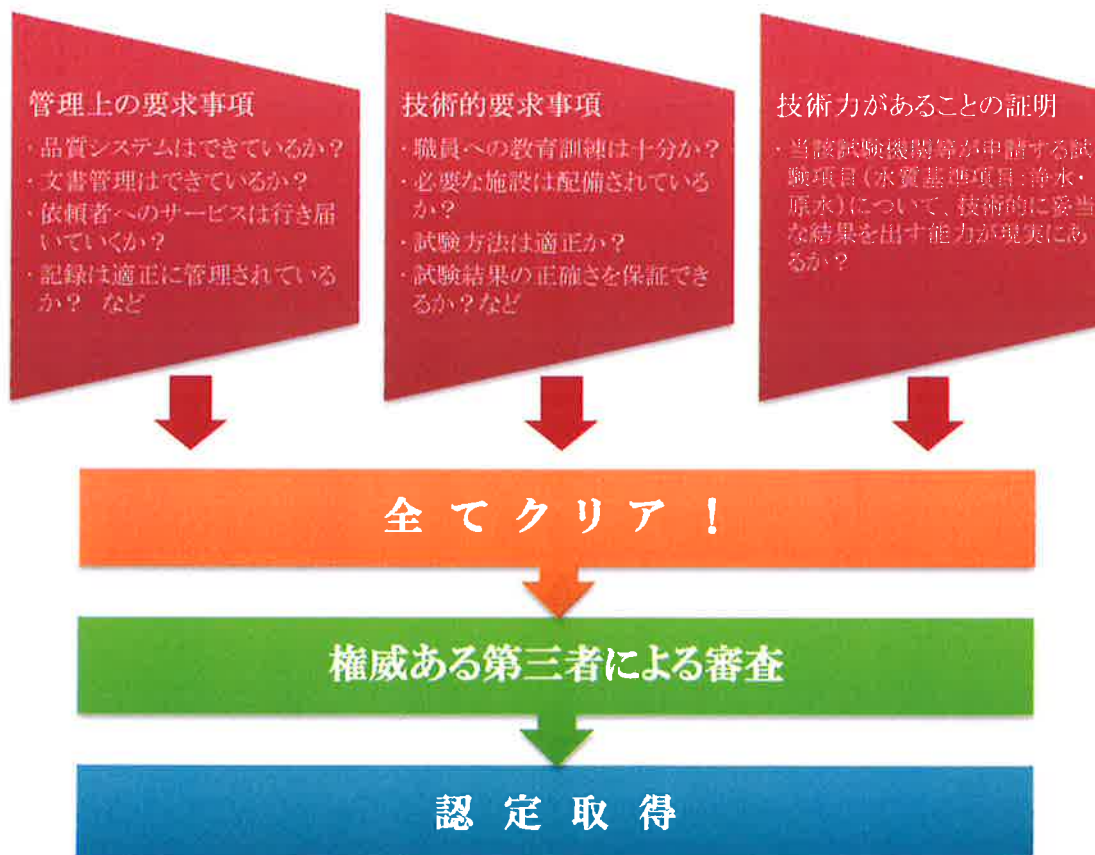 管理上の要求事項
・品質システムはできているか？
・文書管理はできているか？
・依頼者へのサービスは行き届
いていくか？
・記録は適正に管理されている
か？ など
技術的要求事項
・職員への教育訓練は十分か？
・必要な施設は配備されている
か？
・試験方法は適正か？
・試験結果の正確さを保証でき
るか？など
技術力があることの証明
・当該試験機関等が申請する試
験項目（水質基準項目:浄水・
原水）について、技術的に妥当
な結果を出す能力が現実にあ
るか？
全てクリア！
権威ある第三者による審査
認定取得